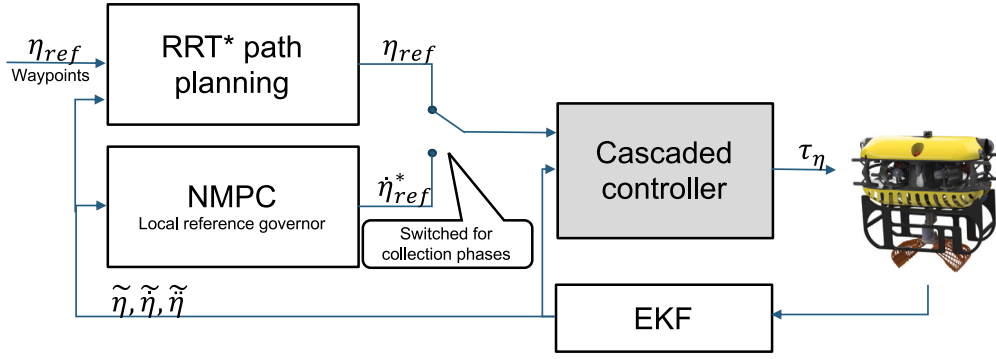 η_ref
Waypoints
RRT* path
planning
η_ref
NMPC
Local reference governor
η̇*_ref
Switched for
collection phases
Cascaded
controller
τ_η
η̃, η̇̃, η̈̃
EKF